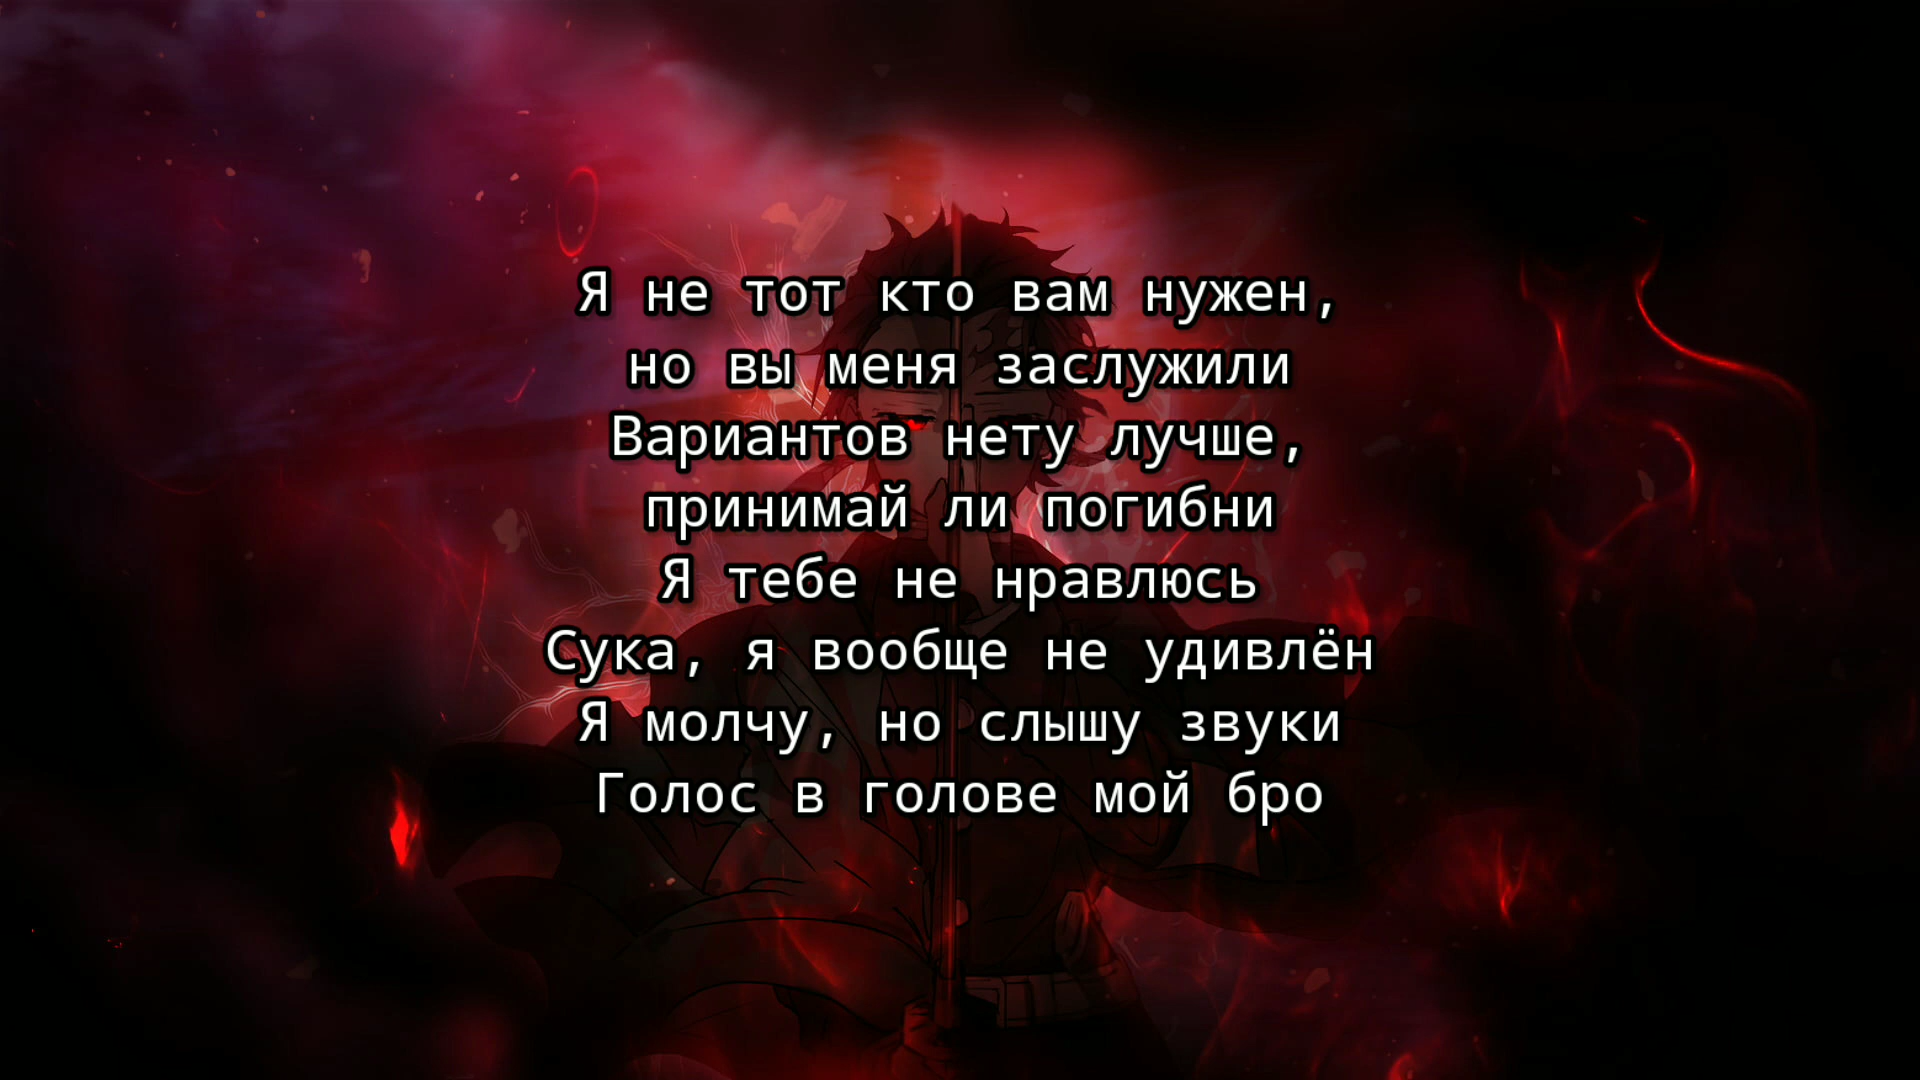 Я не тот кто вам нужен,
но вы меня заслужили
Вариантов нету лучше,
принимай ли погибни
Я тебе не нравлюсь
Сука, я вообще не удивлён
Я молчу, но слышу звуки
Голос в голове мой бро